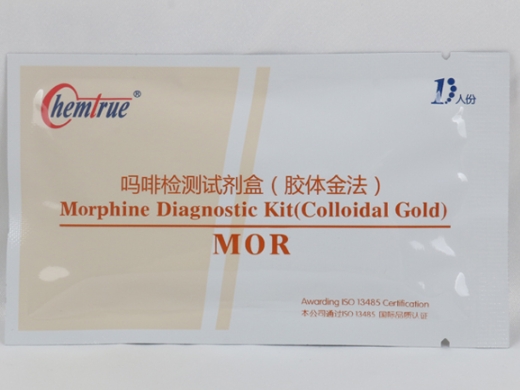 Chemtrue®
1人份
吗啡检测试剂盒（胶体金法）
Morphine Diagnostic Kit(Colloidal Gold)
MOR
Awarding ISO 13485 Certification
本公司通过ISO 13485 国际品质认证